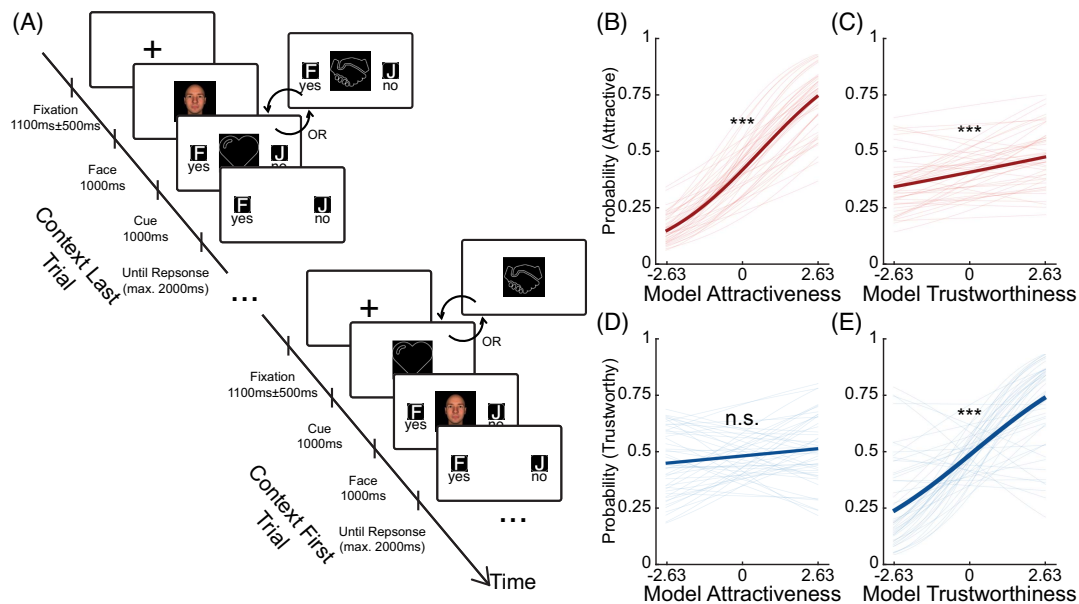 (A)
+
F
J
yes
no
OR
F
J
yes
no
F
J
yes
no
Fixation
1100ms±500ms
Face
1000ms
Cue
1000ms
Until Repsonse
(max. 2000ms)
Context Last
Trial
...
+
OR
F
J
yes
no
F
J
yes
no
Fixation
1100ms±500ms
Cue
1000ms
Face
1000ms
Until Repsonse
(max. 2000ms)
Context First
Trial
...
Time
(B)
Probability (Attractive)
1
0.75
0.5
0.25
0
***
-2.63
0
2.63
Model Attractiveness
(C)
1
0.75
0.5
0.25
0
***
-2.63
0
2.63
Model Trustworthiness
(D)
Probability (Trustworthy)
1
0.75
0.5
0.25
0
n.s.
-2.63
0
2.63
Model Attractiveness
(E)
1
0.75
0.5
0.25
0
***
-2.63
0
2.63
Model Trustworthiness